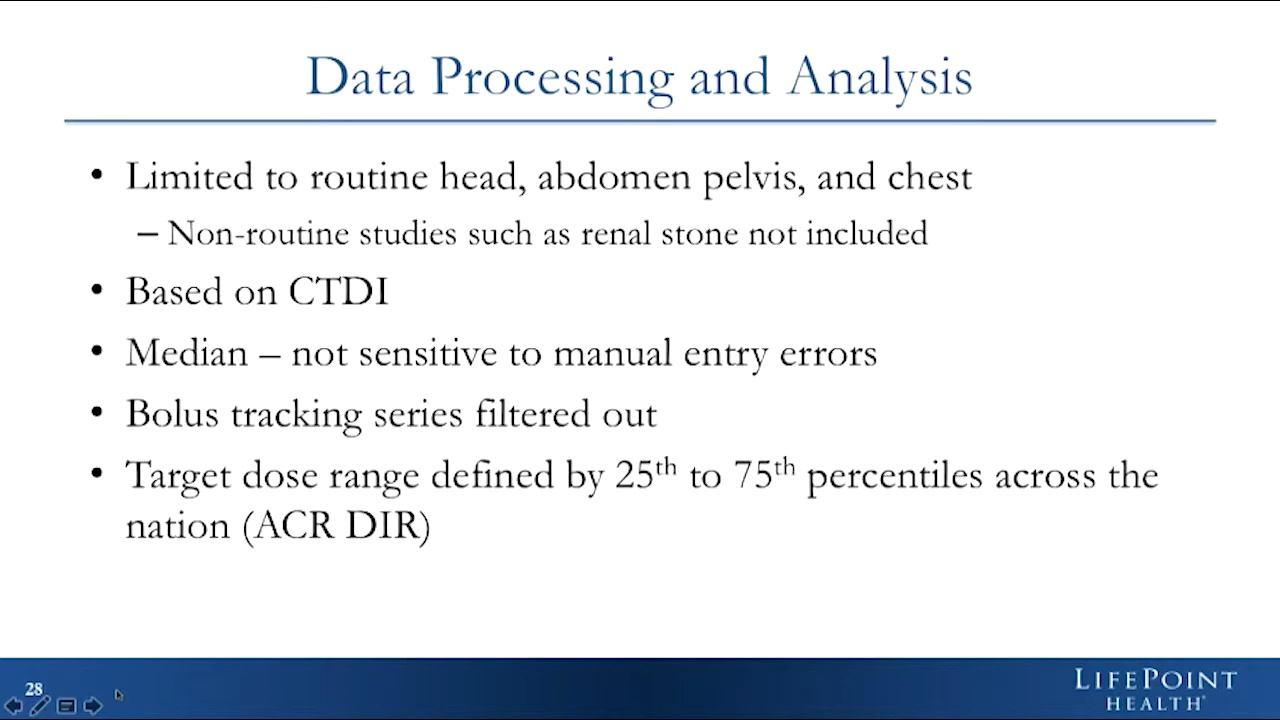 Data Processing and Analysis
• Limited to routine head, abdomen pelvis, and chest
– Non-routine studies such as renal stone not included
• Based on CTDI
• Median – not sensitive to manual entry errors
• Bolus tracking series filtered out
• Target dose range defined by 25th to 75th percentiles across the
nation (ACR DIR)
28
LIFEPOINT
HEALTH®